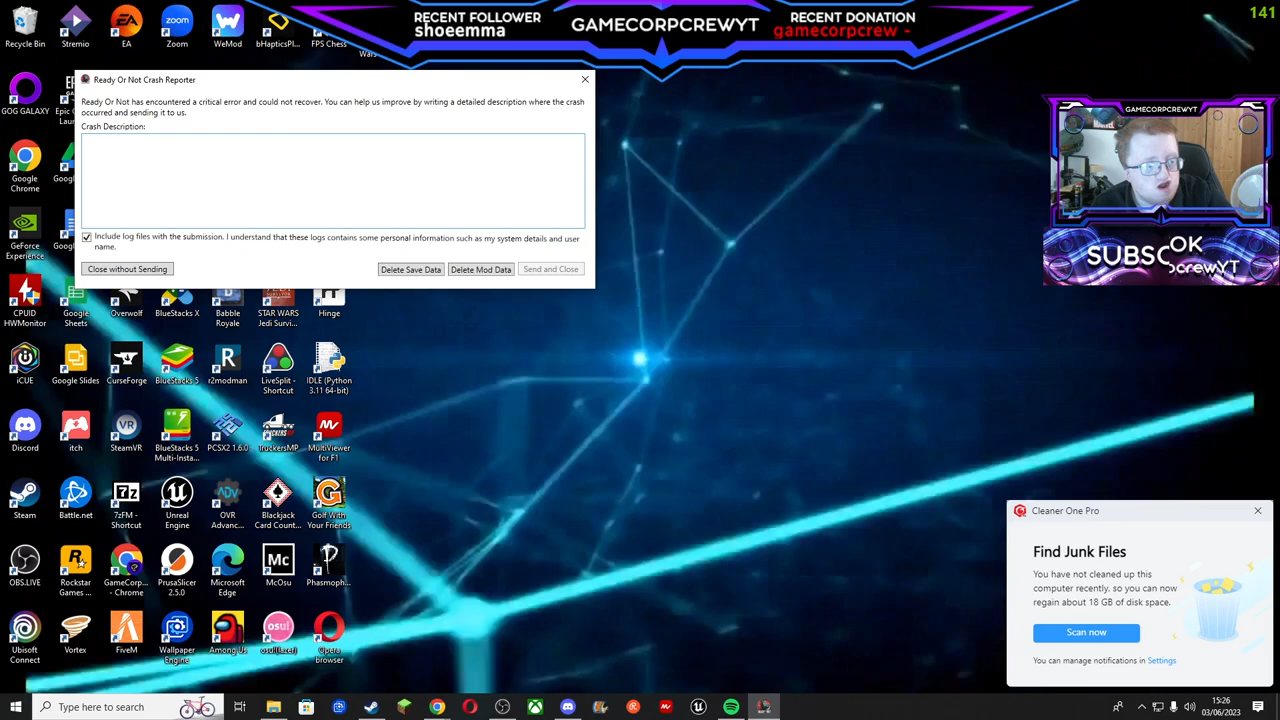 RECENT FOLLOWER
shoeemma
GAMECORPCREWYT
RECENT DONATION
gamecorpcrew -
141
Recycle Bin
Stremio
EA
Zoom
WeMod
bHapticsPl...
FPS Chess
Wars
Ready Or Not Crash Reporter
Ready Or Not has encountered a critical error and could not recover. You can help us improve by writing a detailed description where the crash
occurred and sending it to us.
Crash Description:
Include log files with the submission. I understand that these logs contains some personal information such as my system details and user
name.
Close without Sending
Delete Save Data
Delete Mod Data
Send and Close
GOG GALAXY
Epic
Lau
Google
Chrome
GeForce
Experience
Goog
CPUID
HWMonitor
Google
Sheets
Overwolf
BlueStacks X
Babble
Royale
STAR WARS
Jedi Survi...
Hinge
iCUE
Google Slides
CurseForge
BlueStacks 5
r2modman
LiveSplit -
Shortcut
IDLE (Python
3.11 64-bit)
Discord
itch
SteamVR
BlueStacks 5
Multi-Insta...
PCSX2 1.6.0
TruckersMP
MultiViewer
for F1
Steam
Battle.net
7zFM -
Shortcut
Unreal
Engine
OVR
Advanc...
Blackjack
Card Count...
Golf With
Your Friends
OBS.LIVE
Rockstar
Games ...
GameCorp...
- Chrome
PrusaSlicer
2.5.0
Microsoft
Edge
McOsu
Phasmoph...
Ubisoft
Connect
Vortex
FiveM
Wallpaper
Engine
Among Us
osu!(lazer)
Opera
browser
GAMECORPCREWYT
SUBSC
OK
crewYT
Cleaner One Pro
Find Junk Files
You have not cleaned up this
computer recently, so you can now
regain about 18 GB of disk space.
Scan now
You can manage notifications in Settings
Type here to search
15:26
03/06/2023